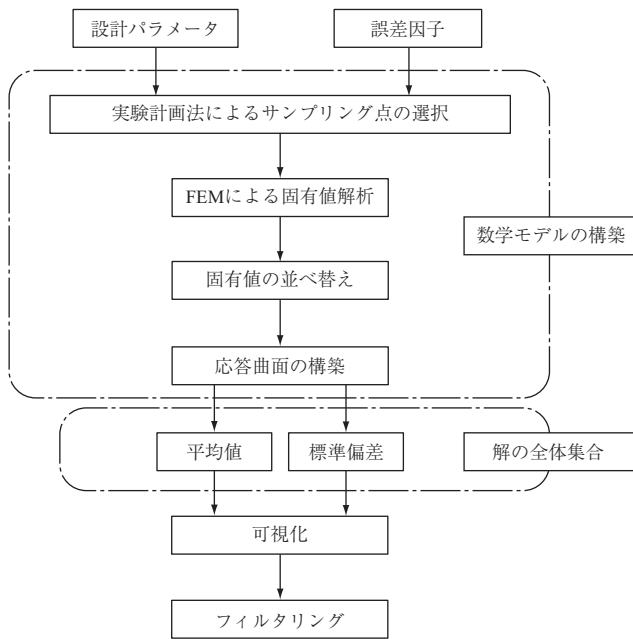 設計パラメータ
誤差因子
実験計画法によるサンプリング点の選択
FEMによる固有値解析
数学モデルの構築
固有値の並べ替え
応答曲面の構築
平均値
標準偏差
解の全体集合
可視化
フィルタリング